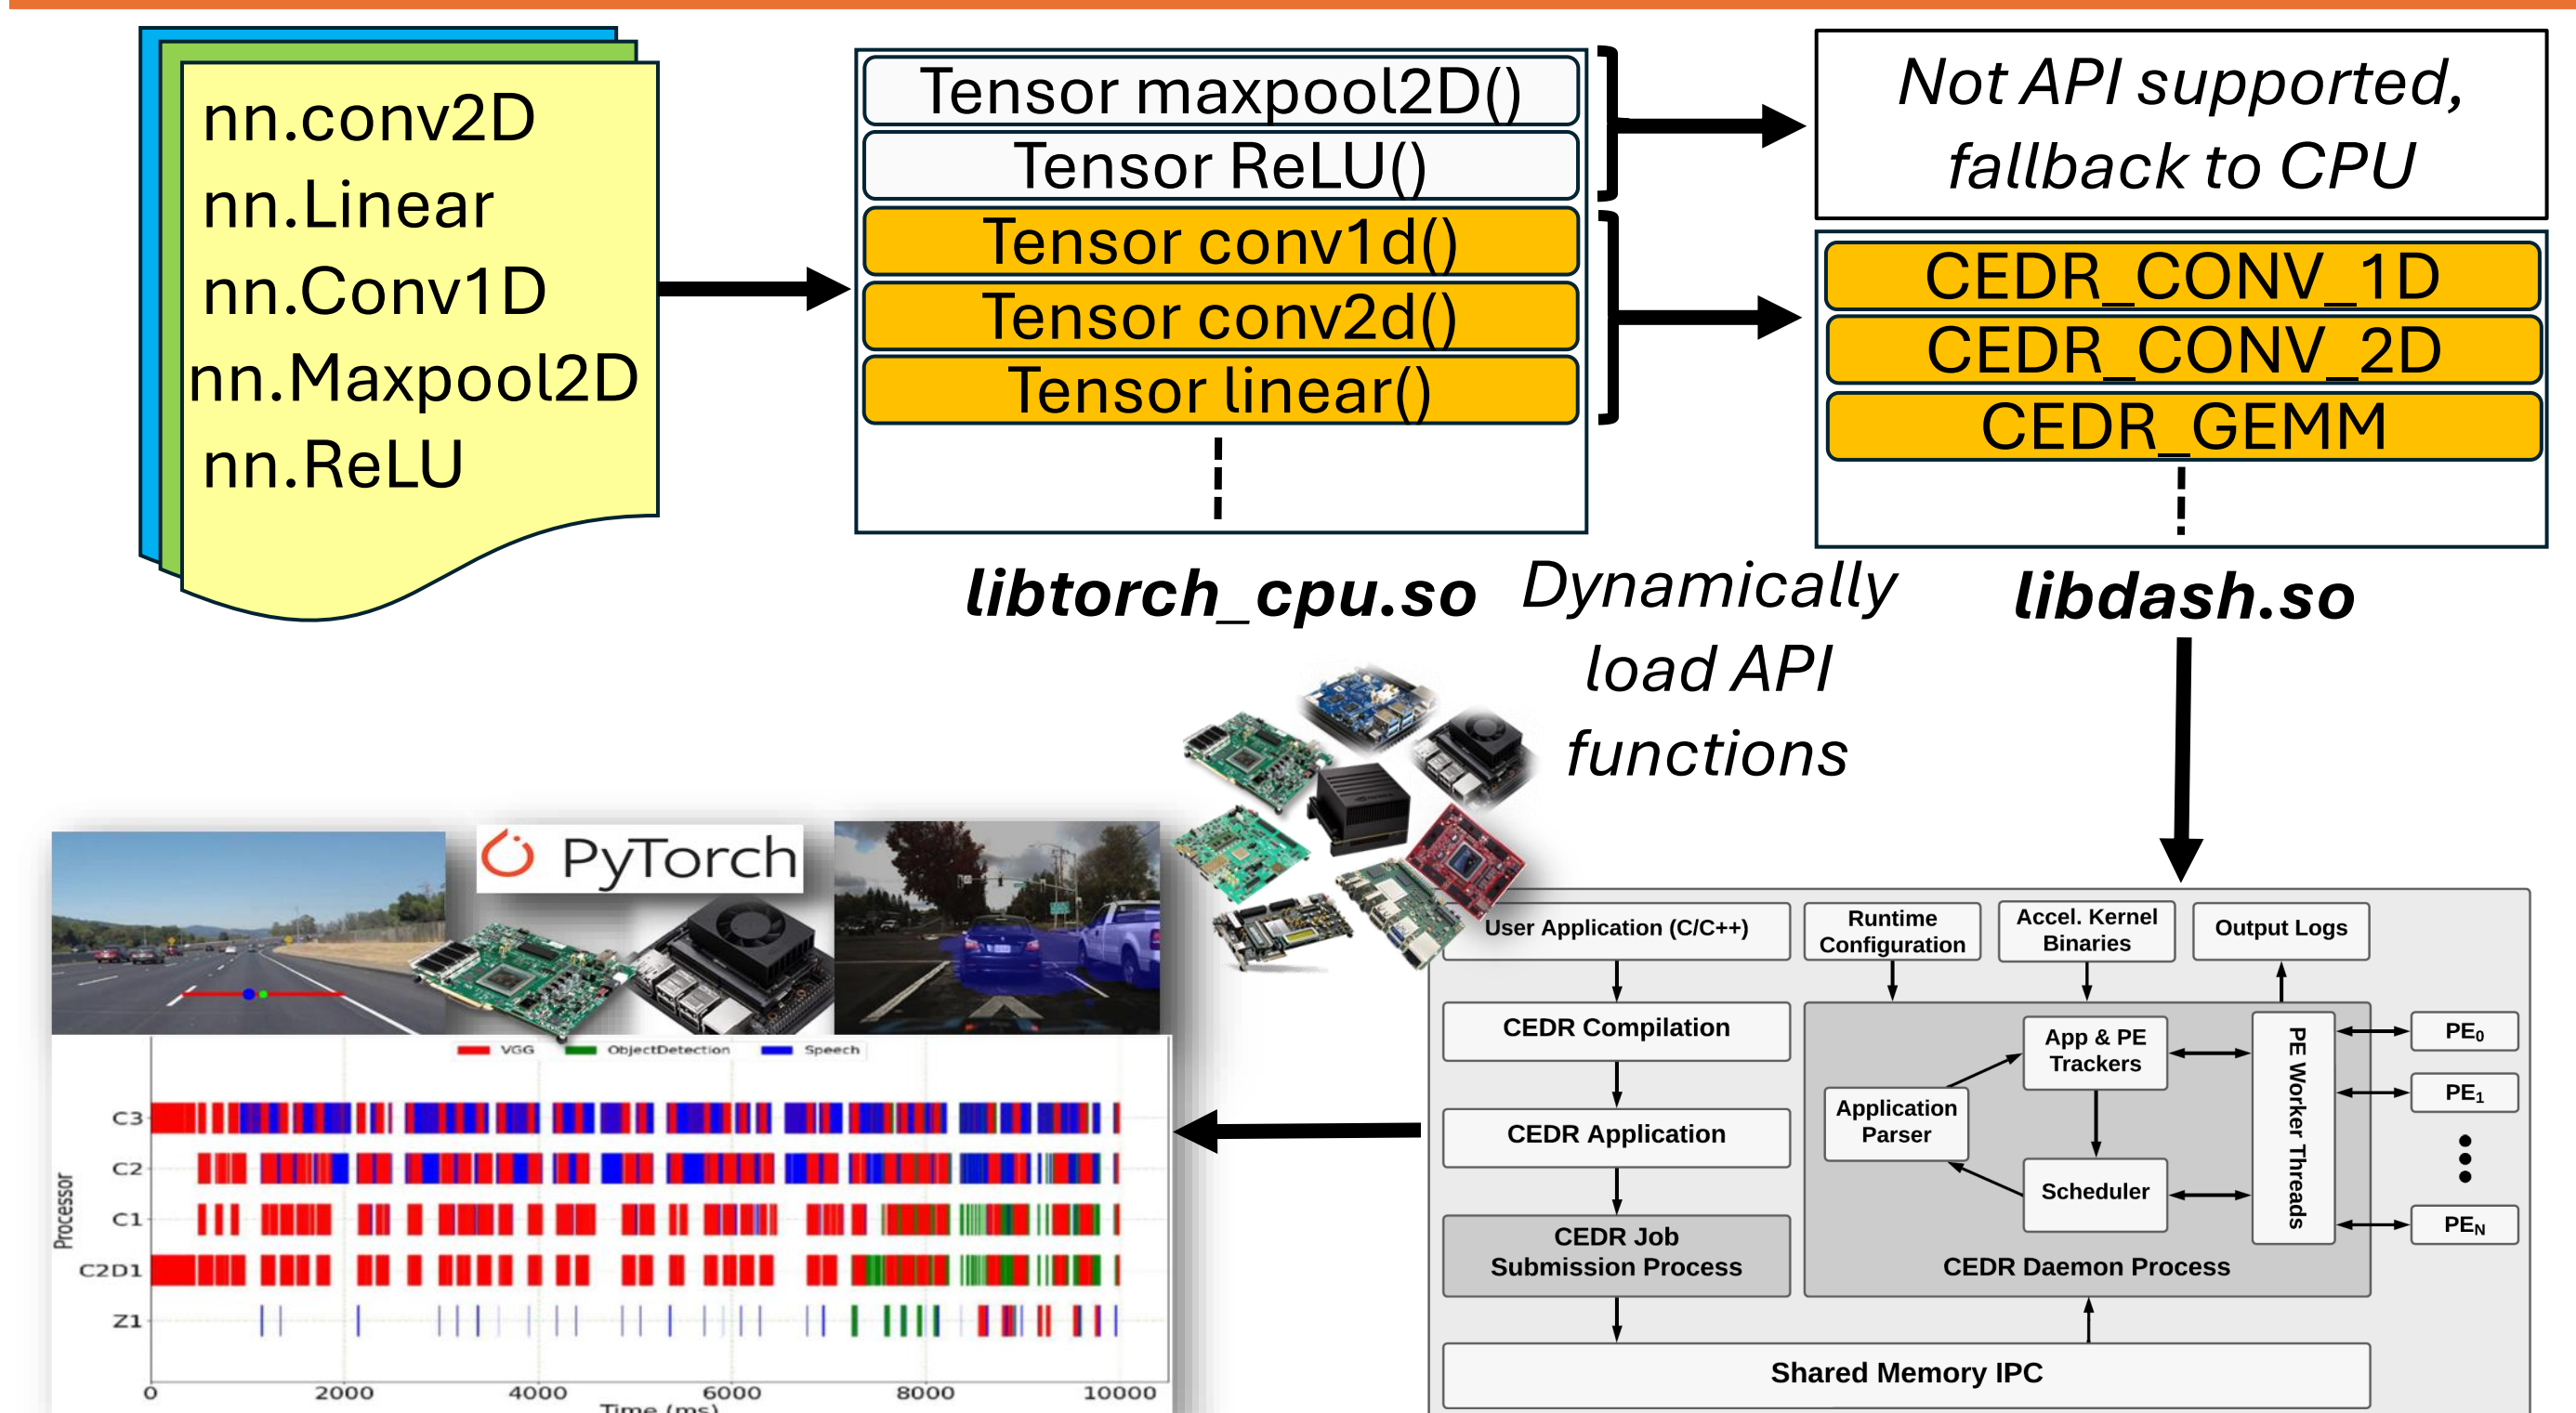 nn.conv2D
nn.Linear
nn.Conv1D
nn.Maxpool2D
nn.ReLU
Tensor maxpool2D()
Tensor ReLU()
Tensor conv1d()
Tensor conv2d()
Tensor linear()
libtorch_cpu.so
Not API supported,
fallback to CPU
CEDR_CONV_1D
CEDR_CONV_2D
CEDR_GEMM
libdash.so
Dynamically
load API
functions
PyTorch
VGG
ObjectDetection
Speech
Processor
C3
C2
C1
C2D1
Z1
0
2000
4000
6000
8000
10000
Time (ms)
User Application (C/C++)
CEDR Compilation
CEDR Application
CEDR Job
Submission Process
Runtime
Configuration
Accel. Kernel
Binaries
Output Logs
App & PE
Trackers
Application
Parser
Scheduler
PE Worker Threads
CEDR Daemon Process
PE0
PE1
PEN
Shared Memory IPC